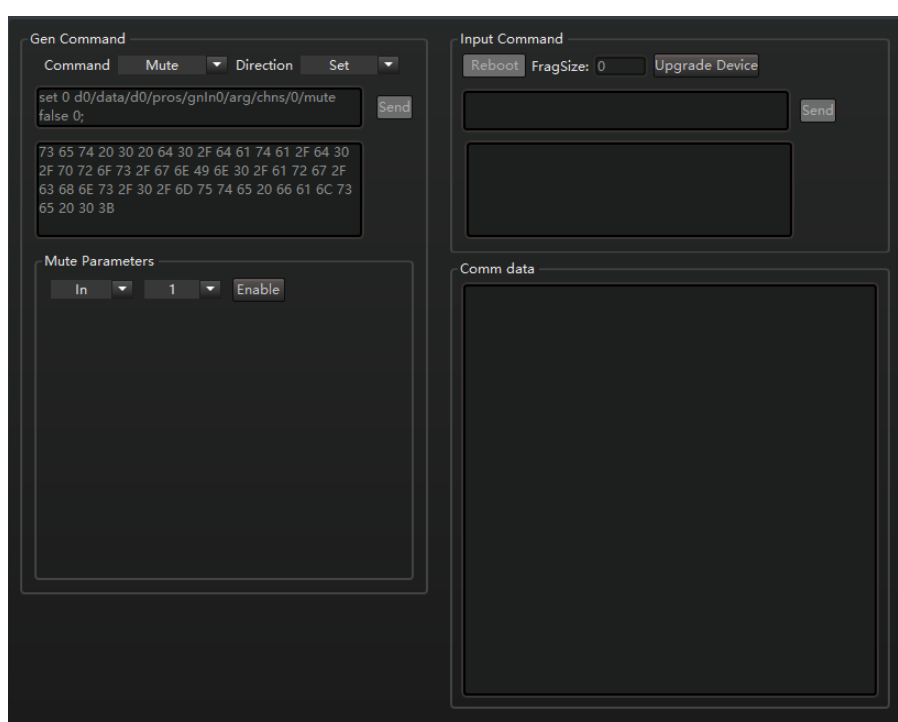 Gen Command
Command Mute Direction Set
set 0 d0/data/d0/pros/gnIn0/arg/chns/0/mute
false 0;
Send
73 65 74 20 30 20 64 30 2F 64 61 74 61 2F 64 30
2F 70 72 6F 73 2F 67 6E 49 6E 30 2F 61 72 67 2F
63 68 6E 73 2F 30 2F 6D 75 74 65 20 66 61 6C 73
65 20 30 3B
Mute Parameters
In 1 Enable
Input Command
Reboot FragSize: 0 Upgrade Device
Send
Comm data